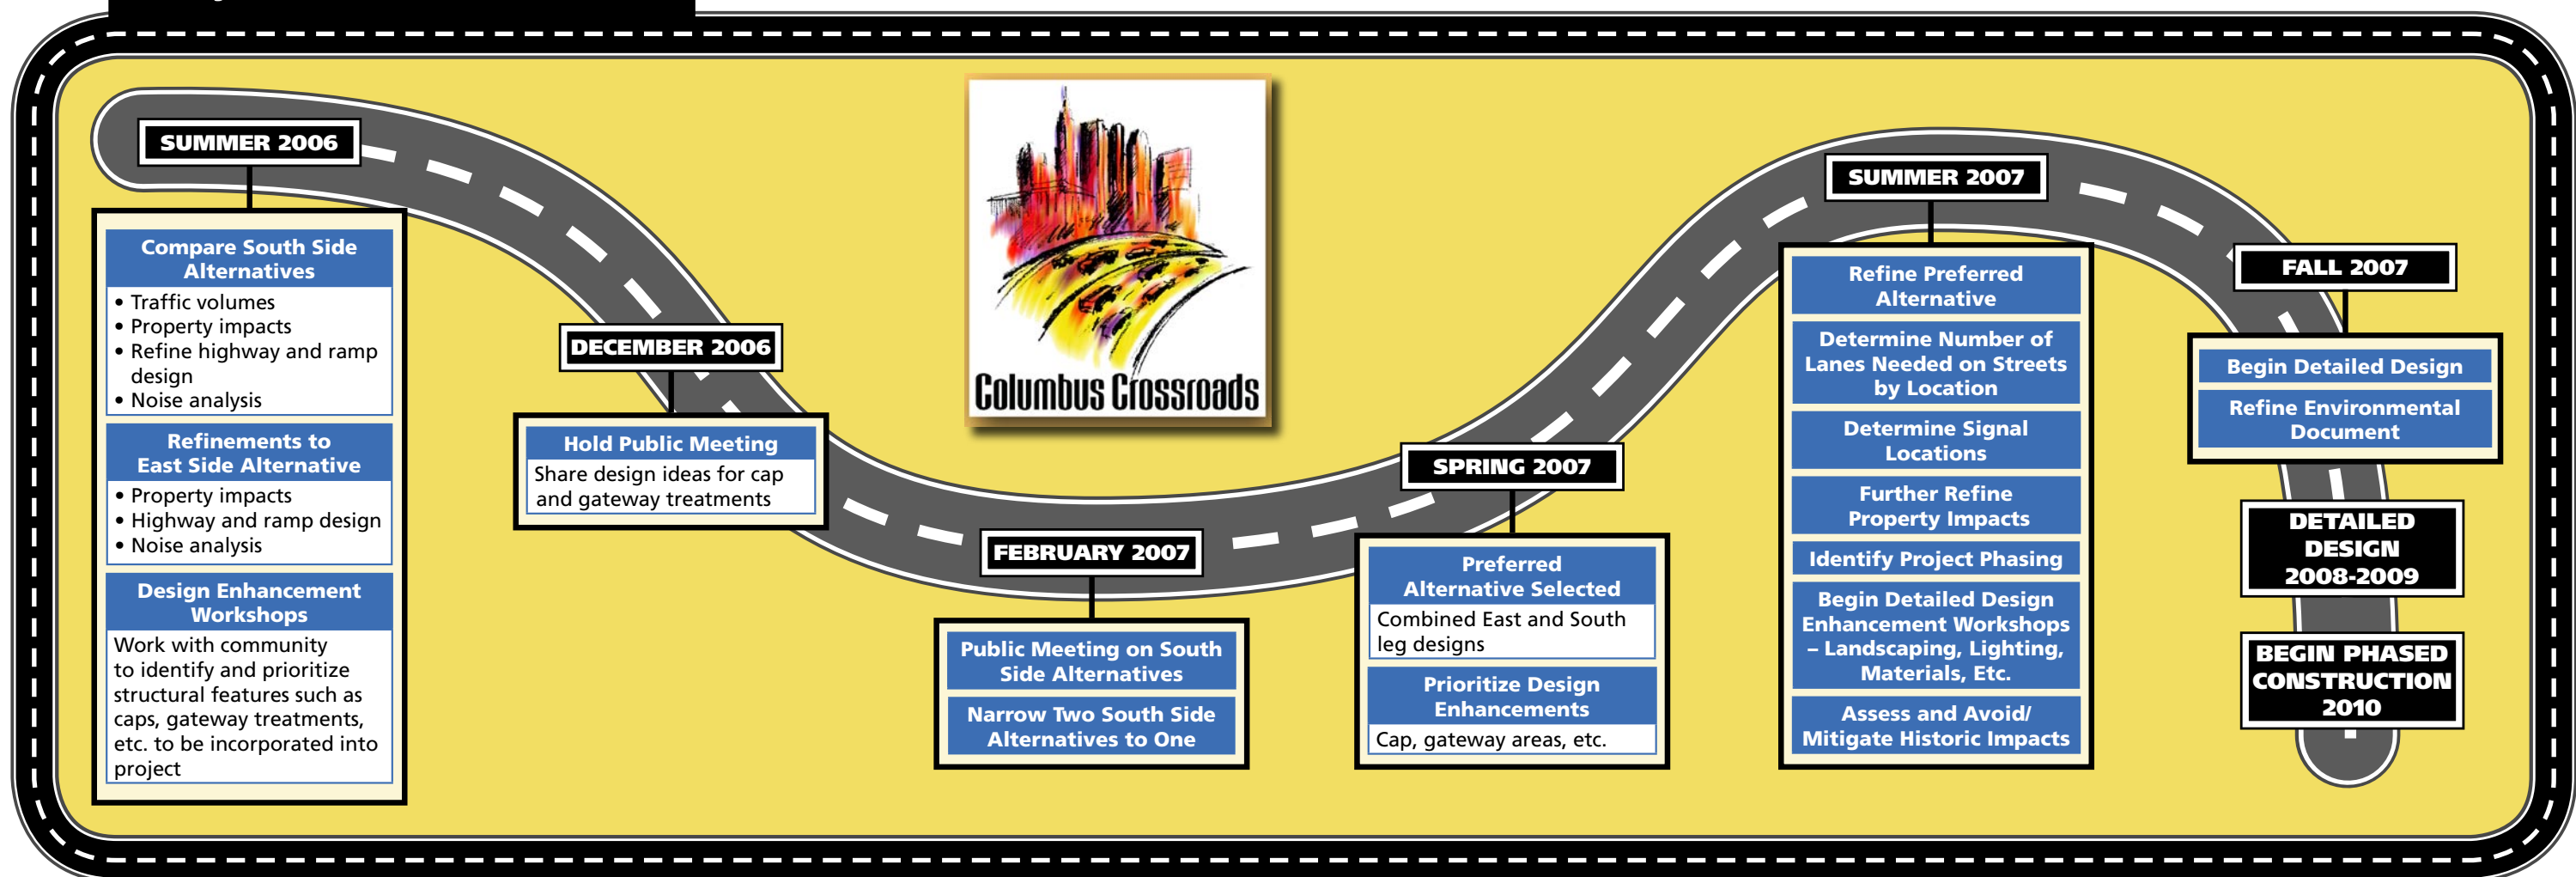 SUMMER 2006
Compare South Side
Alternatives
• Traffic volumes
• Property impacts
• Refine highway and ramp
design
• Noise analysis
Refinements to
East Side Alternative
• Property impacts
• Highway and ramp design
• Noise analysis
Design Enhancement
Workshops
Work with community
to identify and prioritize
structural features such as
caps, gateway treatments,
etc. to be incorporated into
project
DECEMBER 2006
Hold Public Meeting
Share design ideas for cap
and gateway treatments
Columbus Crossroads
FEBRUARY 2007
Public Meeting on South
Side Alternatives
Narrow Two South Side
Alternatives to One
SPRING 2007
Preferred
Alternative Selected
Combined East and South
leg designs
Prioritize Design
Enhancements
Cap, gateway areas, etc.
SUMMER 2007
Refine Preferred
Alternative
Determine Number of
Lanes Needed on Streets
by Location
Determine Signal
Locations
Further Refine
Property Impacts
Identify Project Phasing
Begin Detailed Design
Enhancement Workshops
– Landscaping, Lighting,
Materials, Etc.
Assess and Avoid/
Mitigate Historic Impacts
FALL 2007
Begin Detailed Design
Refine Environmental
Document
DETAILED
DESIGN
2008-2009
BEGIN PHASED
CONSTRUCTION
2010